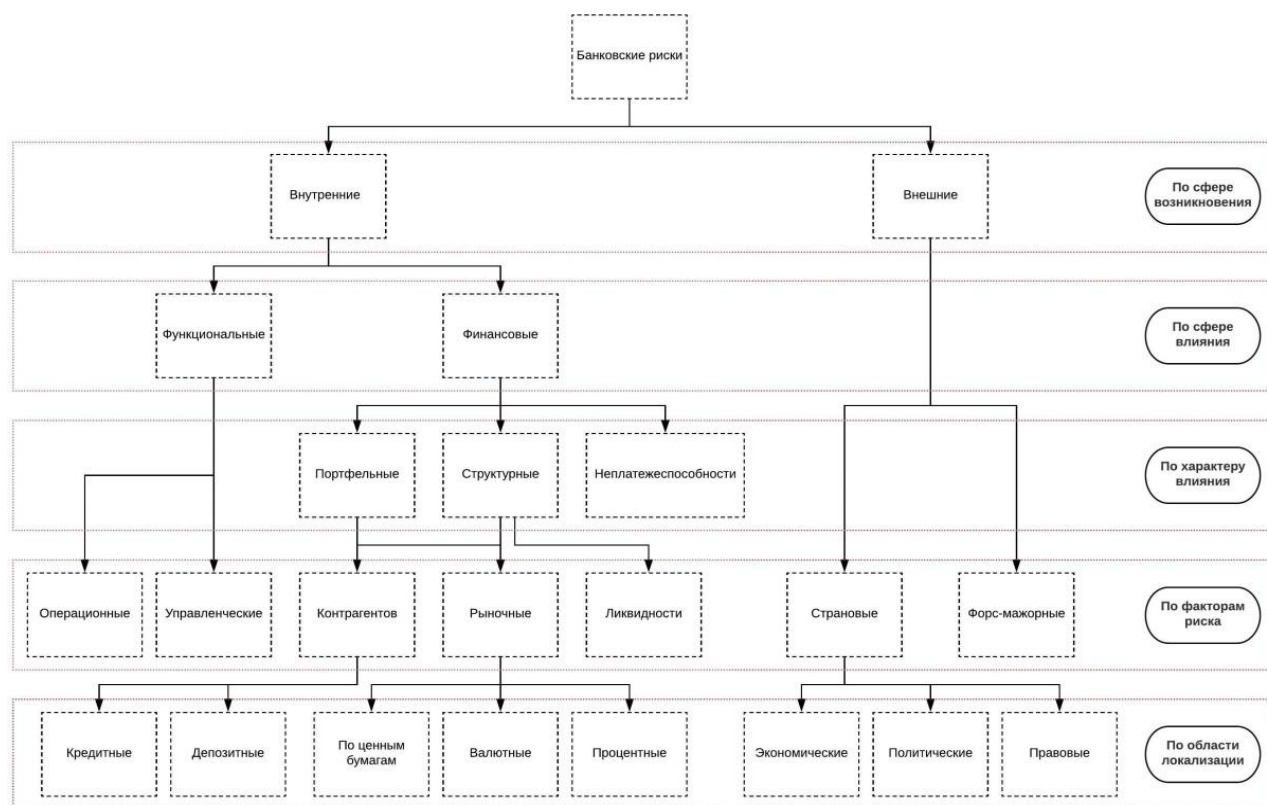 Банковские риски
Внутренние
Внешние
По сфере
возникновения
Функциональные
Финансовые
По сфере
влияния
Портфельные
Структурные
Неплатежеспособности
По характеру
влияния
Операционные
Управленческие
Контрагентов
Рыночные
Ликвидности
Страновые
Форс-мажорные
По факторам
риска
Кредитные
Депозитные
По ценным
бумагам
Валютные
Процентные
Экономические
Политические
Правовые
По области
локализации